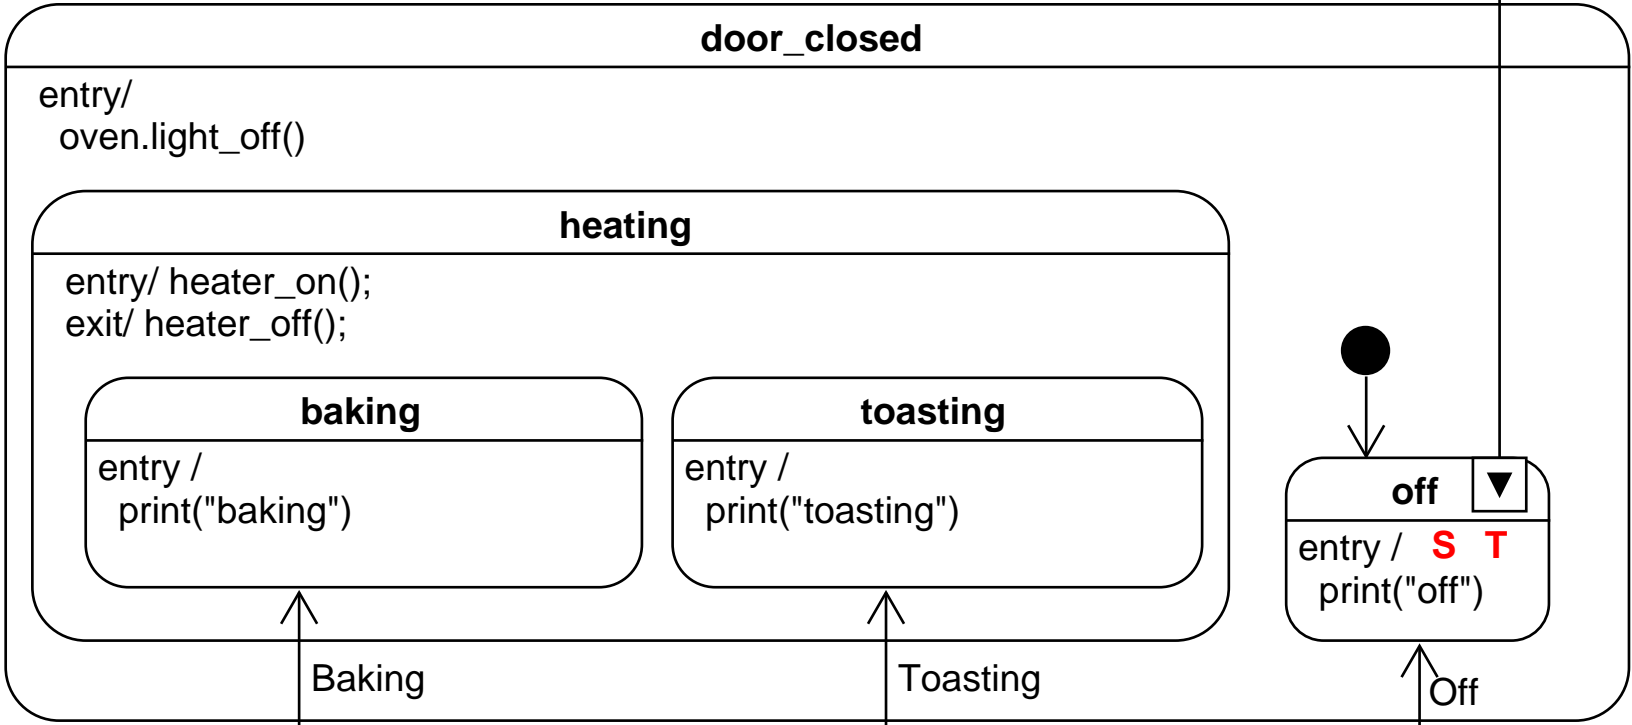 door_closed
entry/
oven.light_off()
heating
entry/ heater_on();
exit/ heater_off();
baking
entry /
print("baking")
toasting
entry /
print("toasting")
off
entry / S T
print("off")
Baking
Toasting
Off